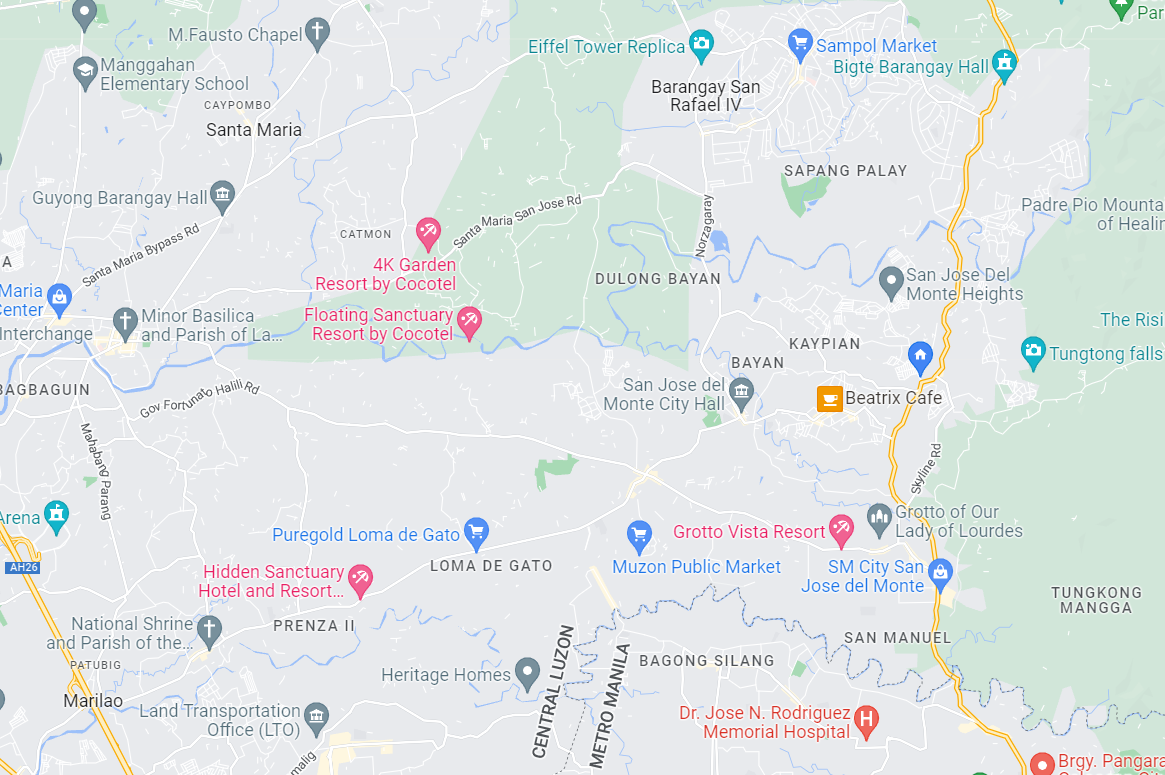 M.Fausto Chapel
Eiffel Tower Replica
Sampol Market
Par
Bigte Barangay Hall
Manggahan
Elementary School
CAYPOMBO
Santa Maria
Barangay San
Rafael IV
SAPANG PALAY
Guyong Barangay Hall
Santa Maria San Jose Rd
Norzagaray
Padre Pio Mounta
of Healin
Santa Maria Bypass Rd
CATMON
A
4K Garden
Resort by Cocotel
DULONG BAYAN
San Jose Del
Monte Heights
Maria
Center
Interchange
Minor Basilica
and Parish of La...
Floating Sanctuary
Resort by Cocotel
The Risi
KAYPIAN
Tungtong falls
BAYAN
BAGBAGUIN
Gov Fortunato Halili Rd
San Jose del
Monte City Hall
Beatrix Cafe
Mahabang Parang
Skyline Rd
Arena
Puregold Loma de Gato
Grotto Vista Resort
Grotto of Our
Lady of Lourdes
AH26
LOMA DE GATO
Muzon Public Market
Hidden Sanctuary
Hotel and Resort...
SM City San
Jose del Monte
TUNGKONG
MANGGA
National Shrine
and Parish of the...
PRENZA II
SAN MANUEL
PATUBIG
CENTRAL LUZON
METRO MANILA
BAGONG SILANG
Heritage Homes
Marilao
Land Transportation
Office (LTO)
Dr. Jose N. Rodriguez
Memorial Hospital
malig
Brgy. Pangara